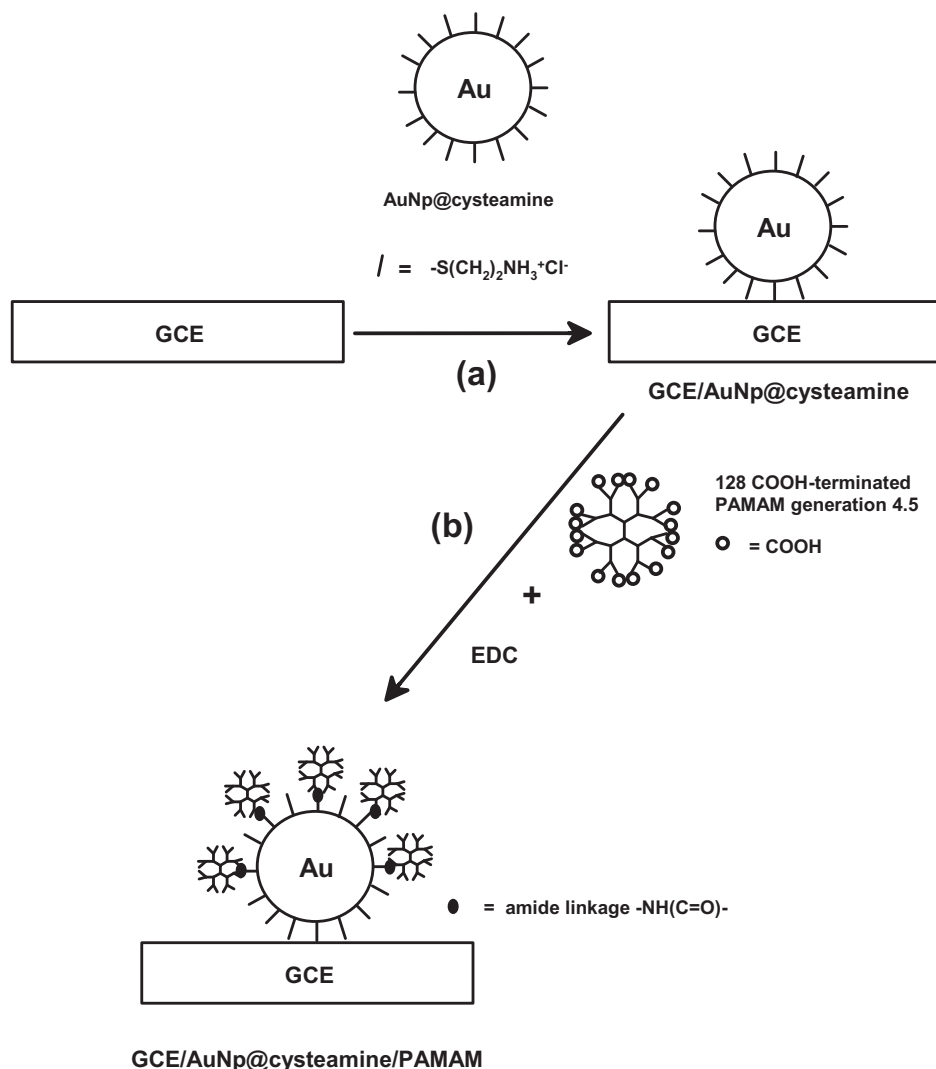 Au
AuNp@cysteamine
/ = -S(CH₂)₂NH₃⁺Cl⁻
GCE
(a)
Au
GCE
GCE/AuNp@cysteamine
(b)
128 COOH-terminated
PAMAM generation 4.5
= COOH
+
EDC
Au
= amide linkage -NH(C=O)-
GCE
GCE/AuNp@cysteamine/PAMAM